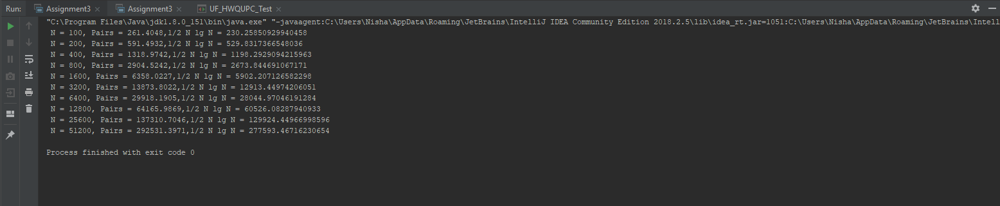 Run: Assignment3 Assignment3 UF_HWQUPC_Test
"C:\Program Files\Java\jdk1.8.0_151\bin\java.exe" "-javaagent:C:\Users\Nisha\AppData\Roaming\JetBrains\IntelliJ IDEA Community Edition 2018.2.5\lib\idea_rt.jar=1051:C:\Users\Nisha\AppData\Roaming\JetBrains\Intell
N = 100, Pairs = 261.4048,1/2 N lg N = 230.25850929940458
N = 200, Pairs = 591.4932,1/2 N lg N = 529.8317366548036
N = 400, Pairs = 1318.9742,1/2 N lg N = 1198.2929094215963
N = 800, Pairs = 2904.5242,1/2 N lg N = 2673.844691067171
N = 1600, Pairs = 6358.0227,1/2 N lg N = 5902.207126582298
N = 3200, Pairs = 13873.8022,1/2 N lg N = 12913.44974206051
N = 6400, Pairs = 29918.1905,1/2 N lg N = 28044.97046191284
N = 12800, Pairs = 64165.9869,1/2 N lg N = 60526.08287940933
N = 25600, Pairs = 137310.7046,1/2 N lg N = 129924.44966998596
N = 51200, Pairs = 292531.3971,1/2 N lg N = 277593.46716230654
Process finished with exit code 0